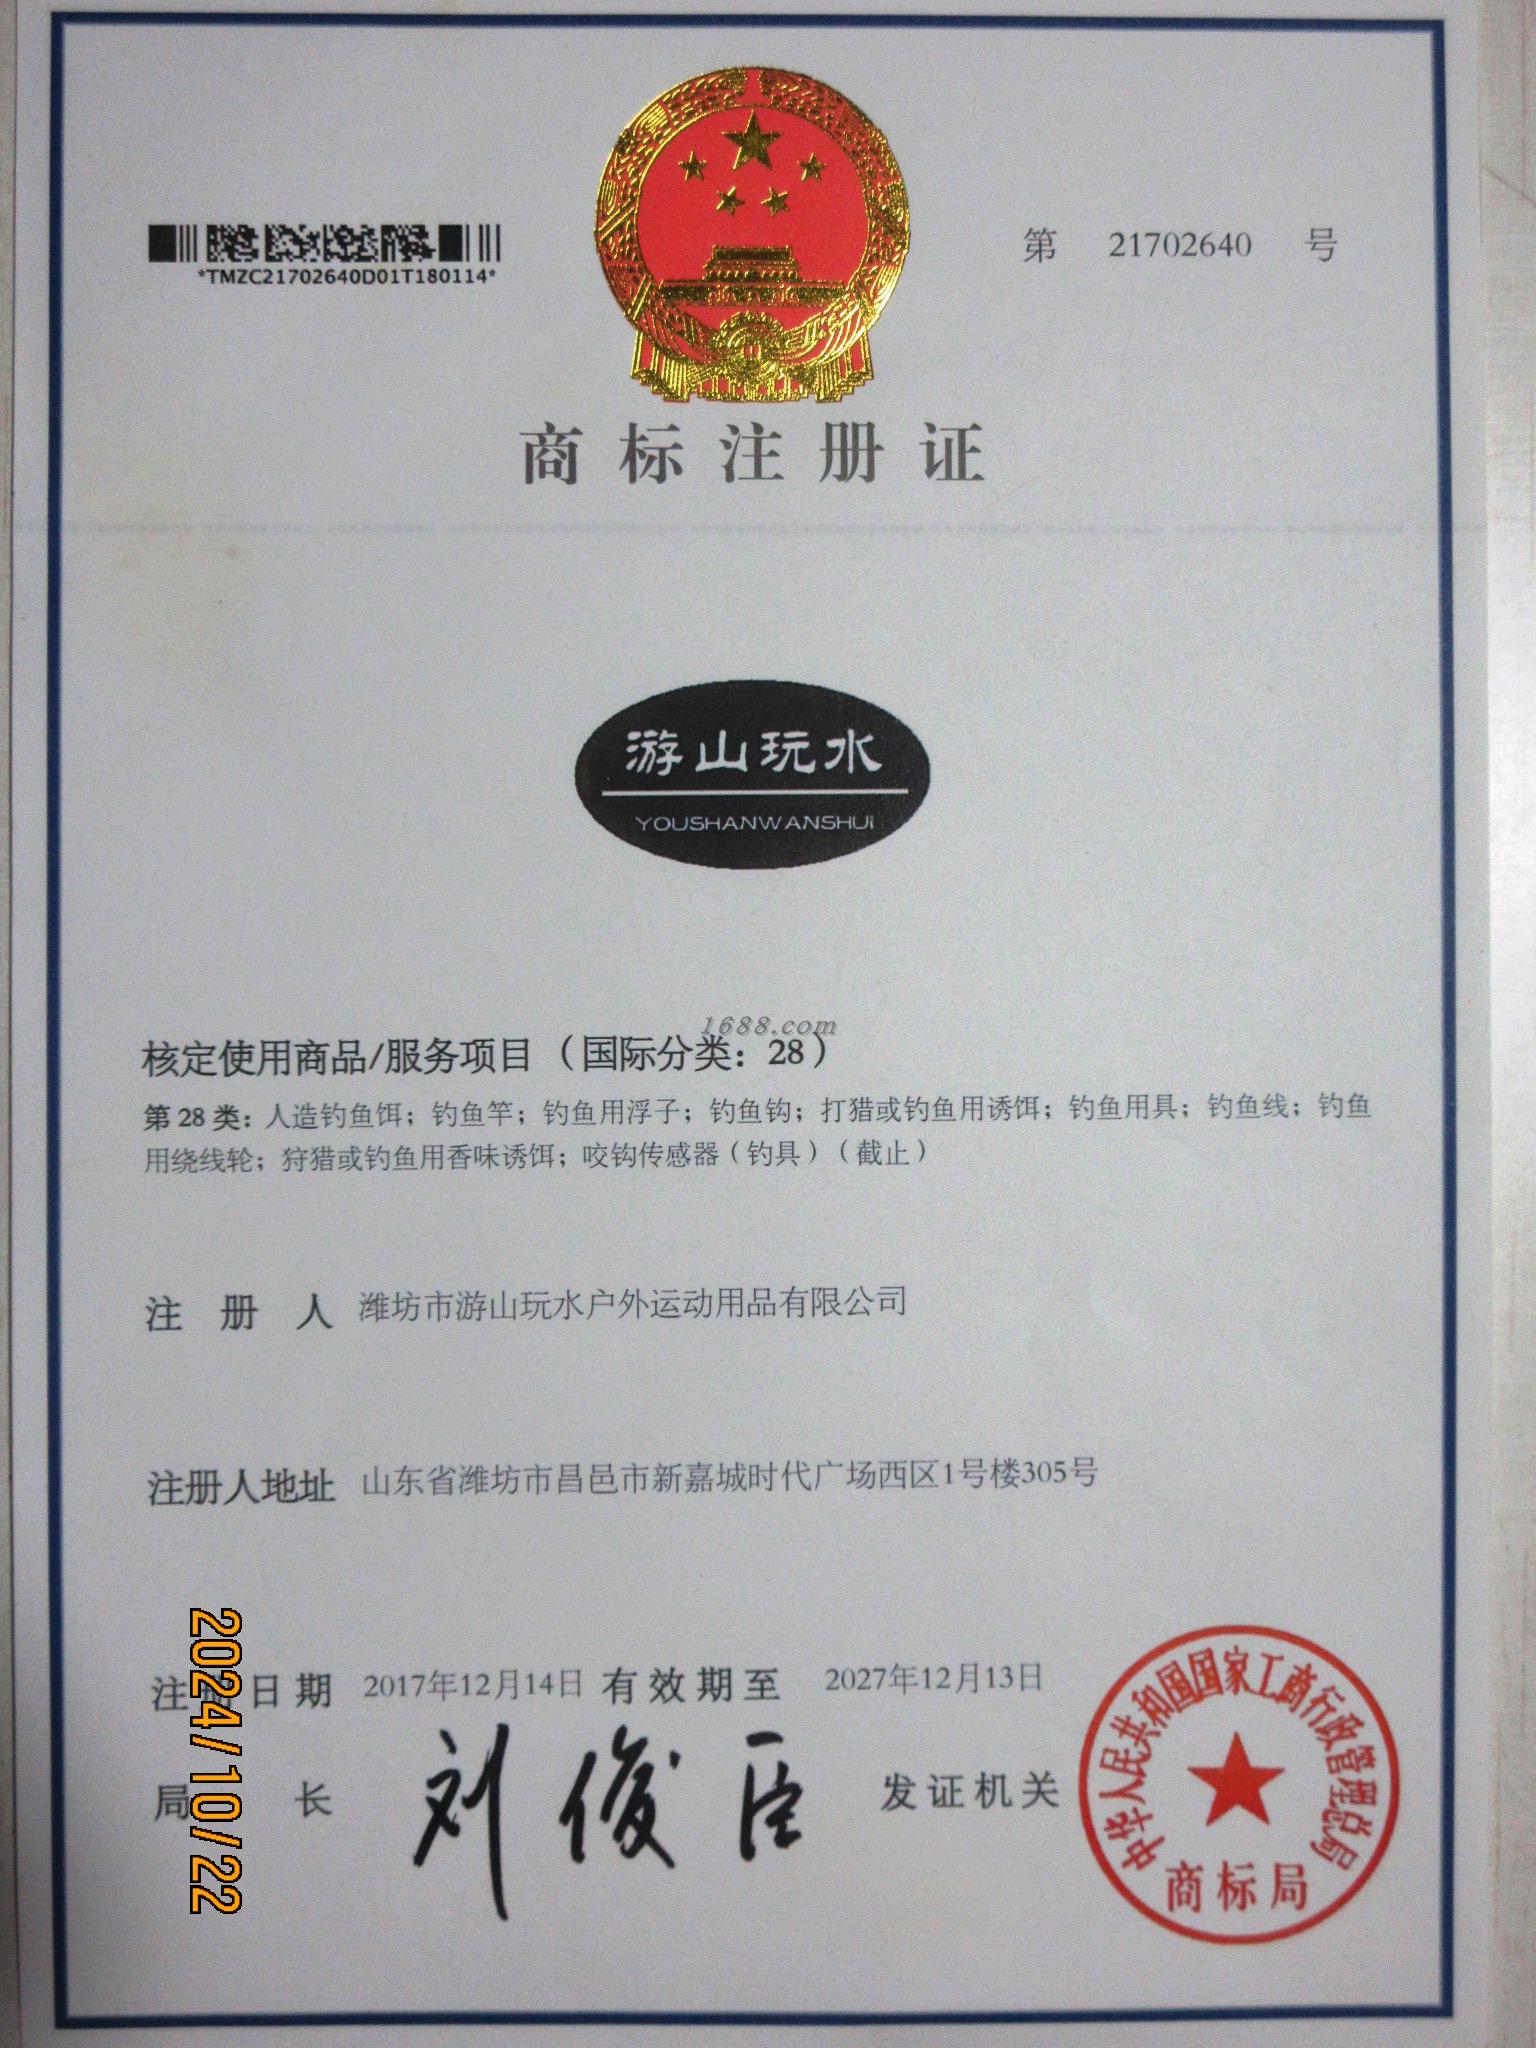 *TMZC21702640D01T180114*
第 21702640 号
商标注册证
游山玩水
YOUSHANWANSHUI
1688.com
核定使用商品/服务项目（国际分类：28）
第 28 类：人造钓鱼饵；钓鱼竿；钓鱼用浮子；钓鱼钩；打猎或钓鱼用诱饵；钓鱼用具；钓鱼线；钓鱼
用绕线轮；狩猎或钓鱼用香味诱饵；咬钩传感器（钓具）（截止）
注册人 潍坊市游山玩水户外运动用品有限公司
注册人地址 山东省潍坊市昌邑市新嘉城时代广场西区1号楼305号
注册日期 2017年12月14日 有效期至 2027年12月13日
局长 刘俊臣 发证机关
中华人民共和国国家工商行政管理总局
商标局
2024/10/22